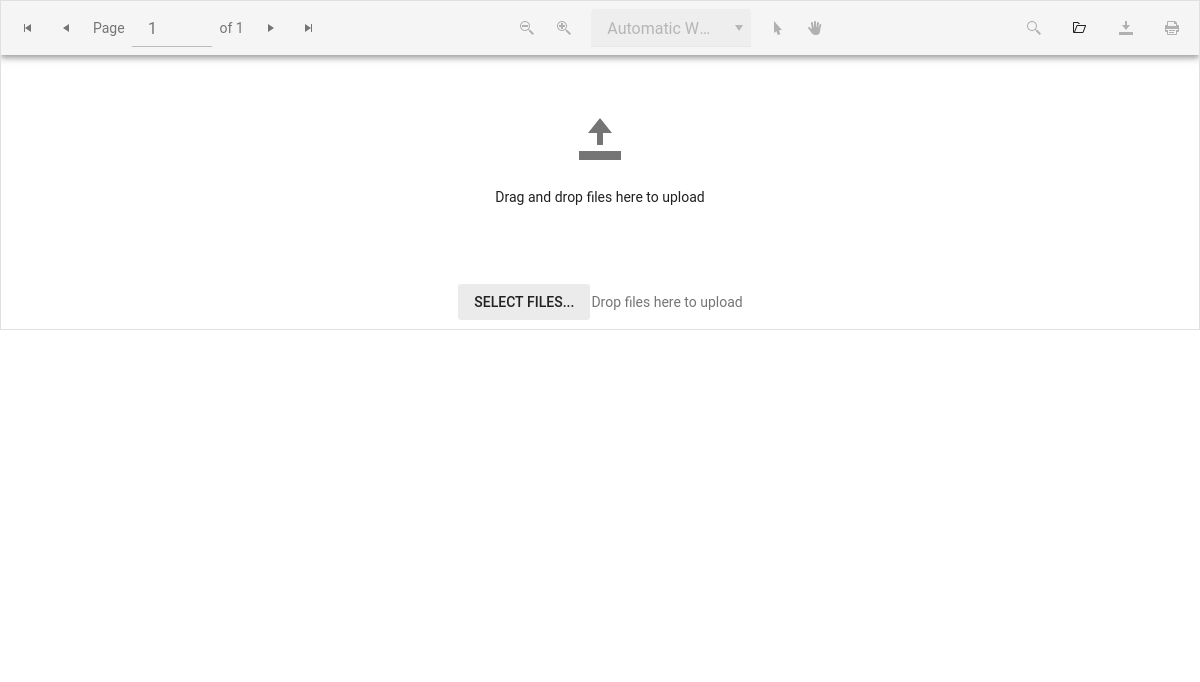 Page 1 of 1 Automatic W...
Drag and drop files here to upload
SELECT FILES... Drop files here to upload